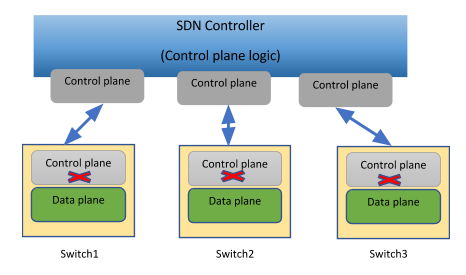 SDN Controller
(Control plane logic)
Control plane
Control plane
Control plane
Control plane
Control plane
Control plane
Data plane
Data plane
Data plane
Switch1
Switch2
Switch3